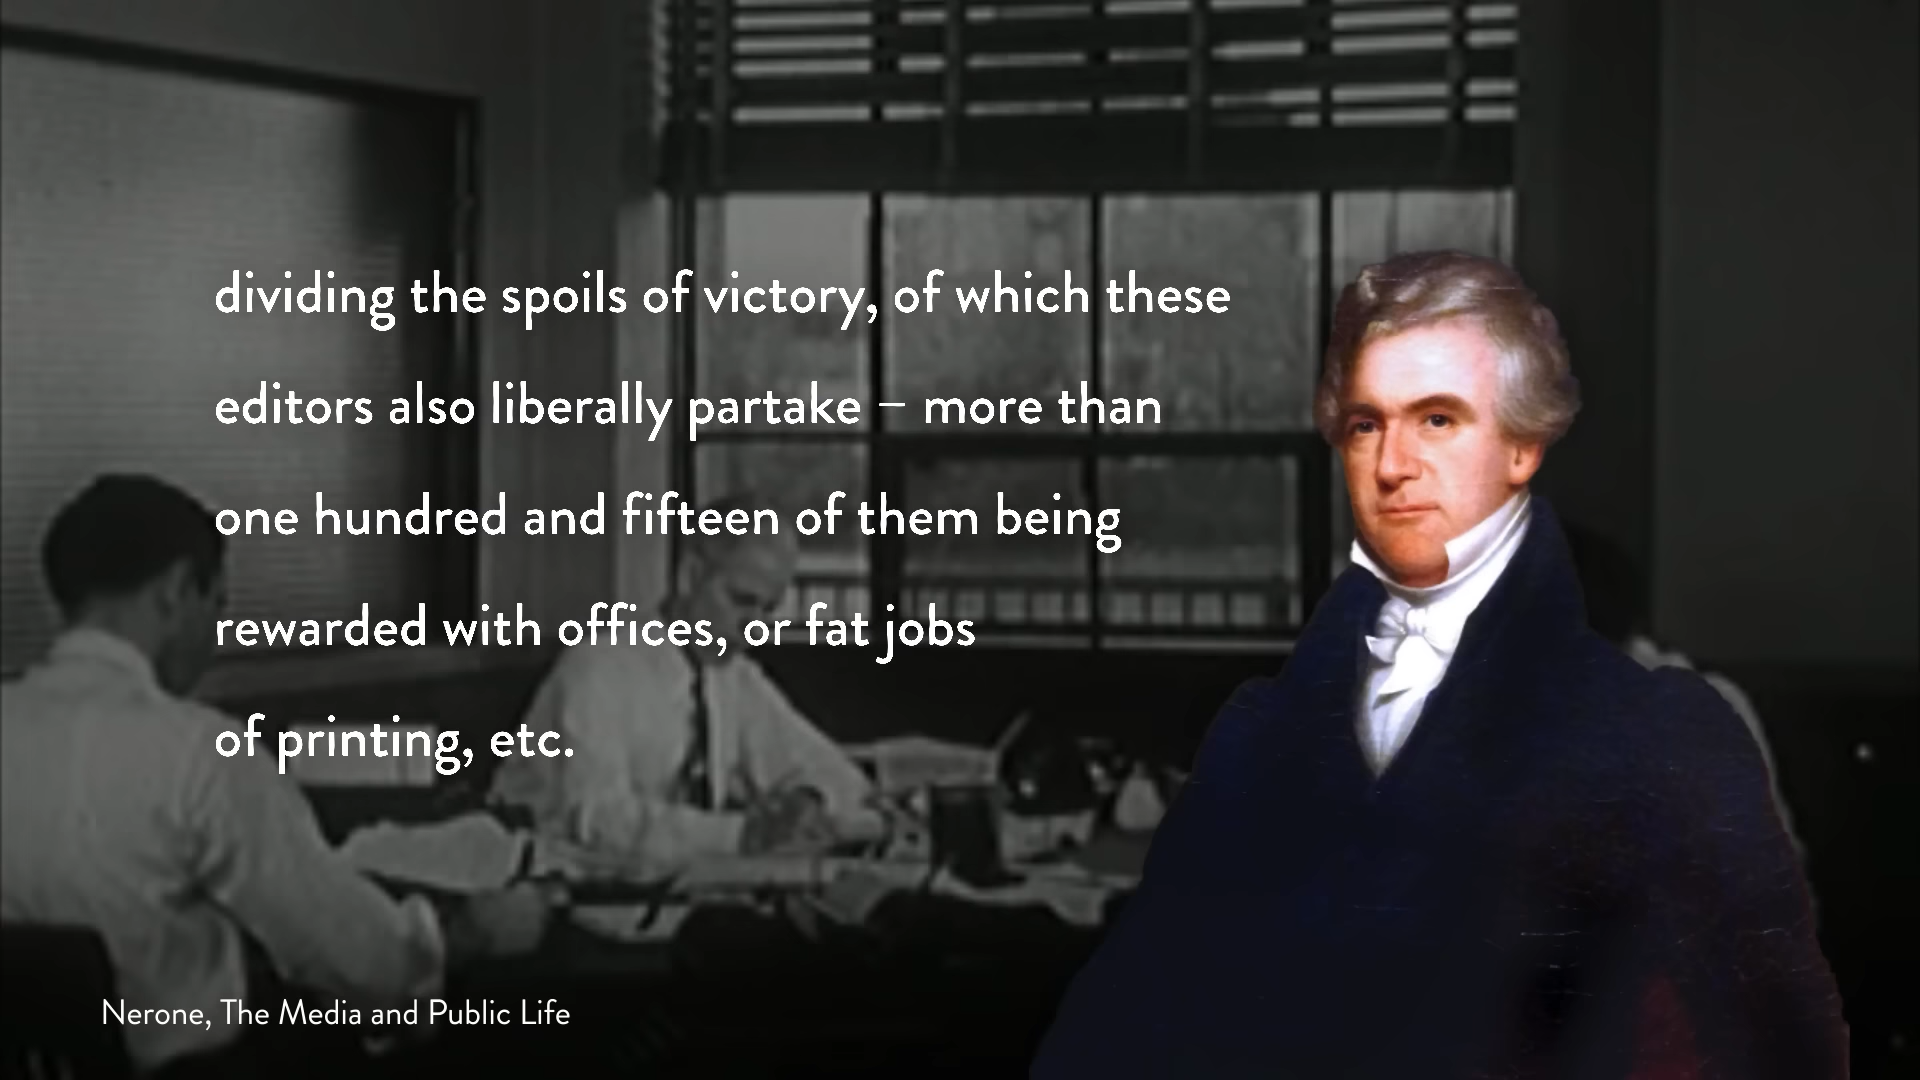 dividing the spoils of victory, of which these
editors also liberally partake – more than
one hundred and fifteen of them being
rewarded with offices, or fat jobs
of printing, etc.
Nerone, The Media and Public Life